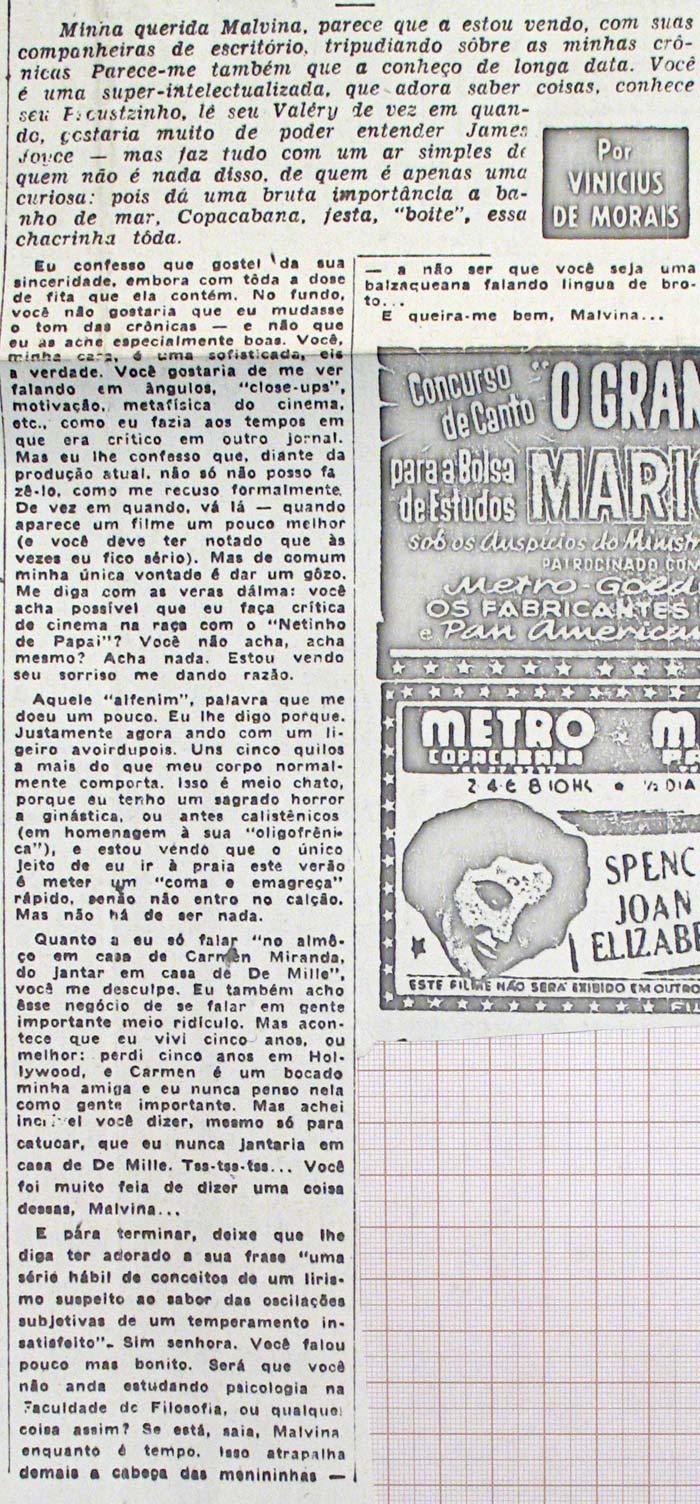 Minha querida Malvina, parece que a estou vendo, com suas
companheiras de escritório, tripudiando sôbre as minhas crô-
nicas Parece-me também que a conheço de longa data. Você
é uma super-intelectualizada, que adora saber coisas, conhece
seu lê seu Valéry de vez em quan-
do, gostaria muito de poder entender James
Joyce — mas faz tudo com um ar simples de
quem não é nada disso, de quem é apenas uma
curiosa: pois dá uma bruta importância a ba-
nho de mar, Copacabana, festa, "boite", essa
chacrinha tôda.
Por
VINICIUS
DE MORAIS
Eu confesso que gostei da sua
sinceridade, embora com tôda a dose
de fita que ela contém. No fundo,
você não gostaria que eu mudasse
o tom das crônicas — e não que
eu as ache especialmente boas. Você,
minha cara, é uma sofisticada, eis
a verdade. Você gostaria de me ver
falando em ângulos, "close-ups",
motivação, metafísica do cinema,
etc., como eu fazia aos tempos em
que era crítico em outro jornal.
Mas eu lhe confesso que, diante da
produção atual, não só não posso fa
zê-lo, como me recuso formalmente.
De vez em quando, vá lá — quando
aparece um filme um pouco melhor
(e você deve ter notado que às
vezes eu fico sério). Mas de comum
minha única vontade é dar um gôzo.
Me diga com as veras dálma: você
acha possível que eu faça crítica
de cinema na raça com o "Netinho
de Papai"? Você não acha, acha
mesmo? Acha nada. Estou vendo
seu sorriso me dando razão.
Aquele "alfenim", palavra que me
doeu um pouco. Eu lhe digo porque.
Justamente agora ando com um li-
geiro avoirdupois. Uns cinco quilos
a mais do que meu corpo normal-
mente comporta. Isso é meio chato,
porque eu tenho um sagrado horror
a ginástica, ou antes calistênicos
(em homenagem à sua "oligofrêni-
ca"), e estou vendo que o único
jeito de eu ir à praia este verão
é meter um "coma e emagreça"
rápido, senão não entro no calção.
Mas não há de ser nada.
Quanto a eu só falar "no almô-
ço em casa de Carmen Miranda,
do jantar em casa de De Mille",
você me desculpe. Eu também acho
êsse negócio de se falar em gente
importante meio ridículo. Mas acon-
tece que eu vivi cinco anos, ou
melhor: perdi cinco anos em Hol-
lywood, e Carmen é um bocado
minha amiga e eu nunca penso nela
como gente importante. Mas achei
incrível você dizer, mesmo só para
catucar, que eu nunca jantaria em
casa de De Mille. Tss-tss-tss... Você
foi muito feia de dizer uma coisa
dessas, Malvina...
E pára terminar, deixe que lhe
diga ter adorado a sua frase "uma
série hábil de conceitos de um liris-
mo suspeito ao sabor das oscilações
subjetivas de um temperamento in-
satisfeito". Sim senhora. Você falou
pouco mas bonito. Será que você
não anda estudando psicologia na
Faculdade de Filosofia, ou qualquer
coisa assim? Se está, saia, Malvina
enquanto é tempo. Isso atrapalha
demais a cabeça das menininhas —
— a não ser que você seja uma
balzaqueana falando lingua de bro-
to...
E queira-me bem, Malvina...
Concurso
de Canto "O GRAN
para a Bolsa
de Estudos MARIO
sob os Auspícios do Ministr
PATROCINADO COM
Metro-Gold
OS FABRICANTES
e Pan American
METRO M
COPACABANA
2·4·6 8 10HS • ½ DIA
SPENC
JOAN
ELIZABE
ESTE FILME NÃO SERÁ EXIBIDO EM OUTRO
FIL